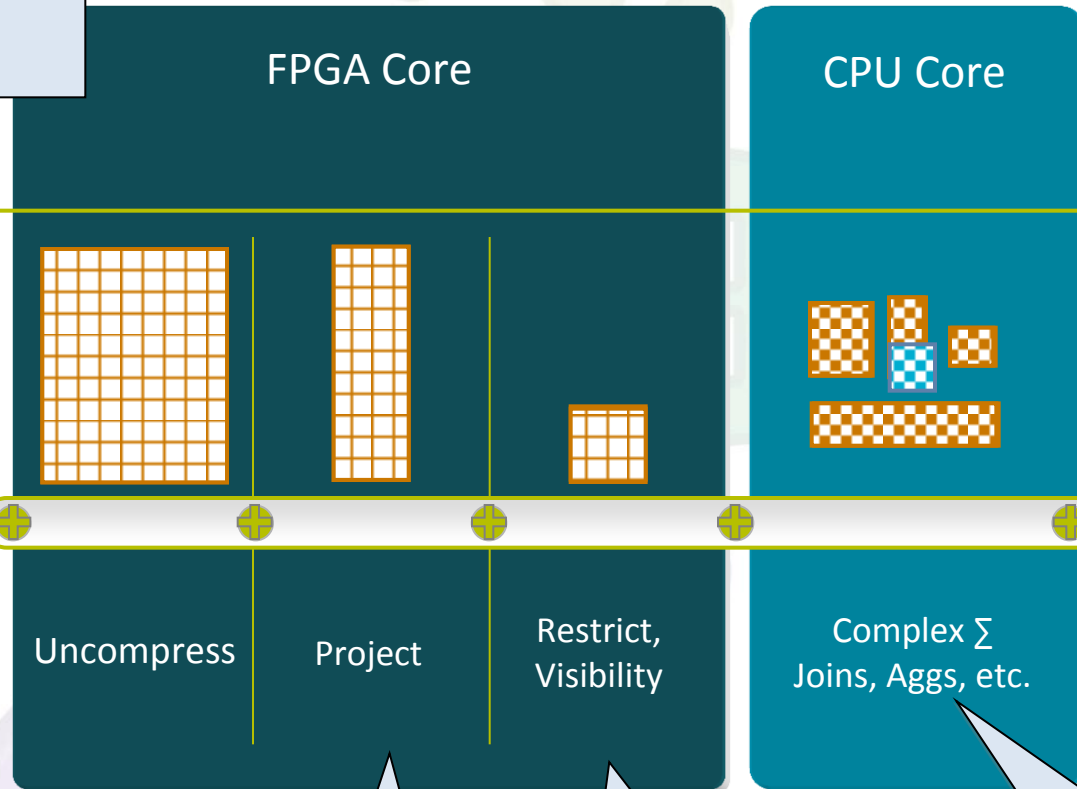 FPGA Core
CPU Core
Uncompress
Project
Restrict,
Visibility
Complex ∑
Joins, Aggs, etc.